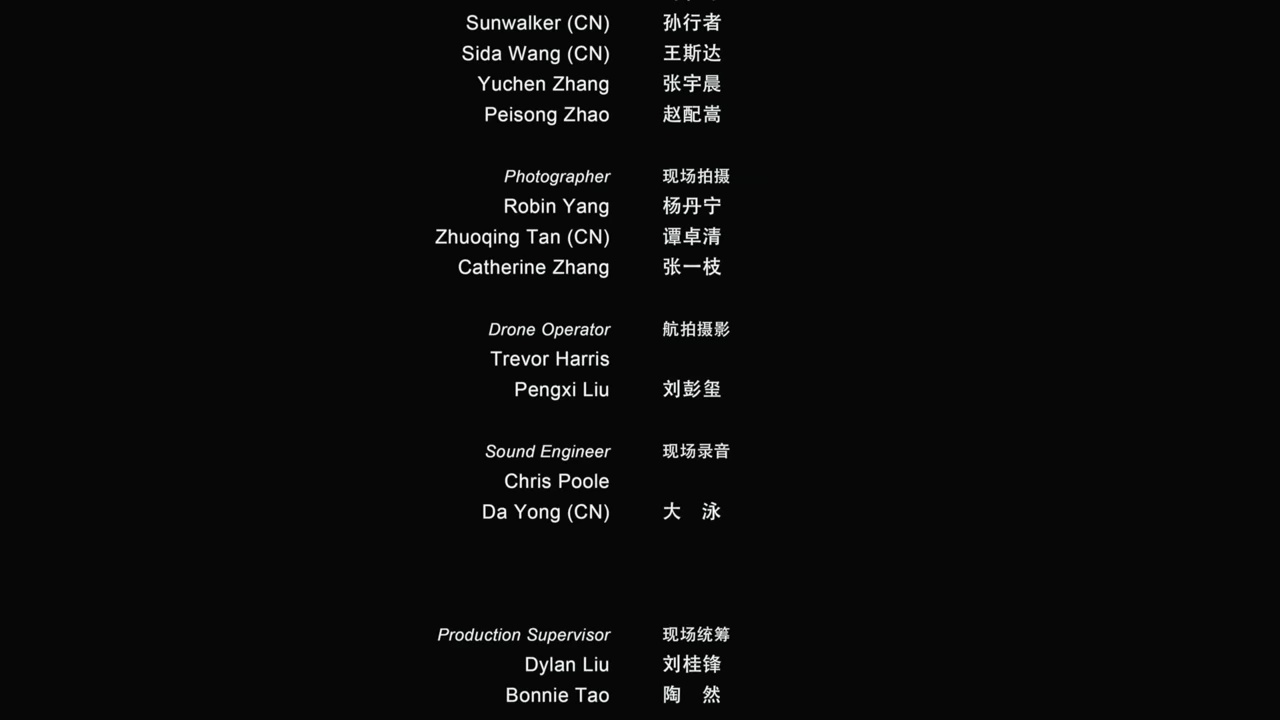 Sunwalker (CN) 孙行者
Sida Wang (CN) 王斯达
Yuchen Zhang 张宇晨
Peisong Zhao 赵配嵩
Photographer 现场拍摄
Robin Yang 杨丹宁
Zhuoqing Tan (CN) 谭卓清
Catherine Zhang 张一枝
Drone Operator 航拍摄影
Trevor Harris
Pengxi Liu 刘彭玺
Sound Engineer 现场录音
Chris Poole
Da Yong (CN) 大 泳
Production Supervisor 现场统筹
Dylan Liu 刘桂锋
Bonnie Tao 陶 然